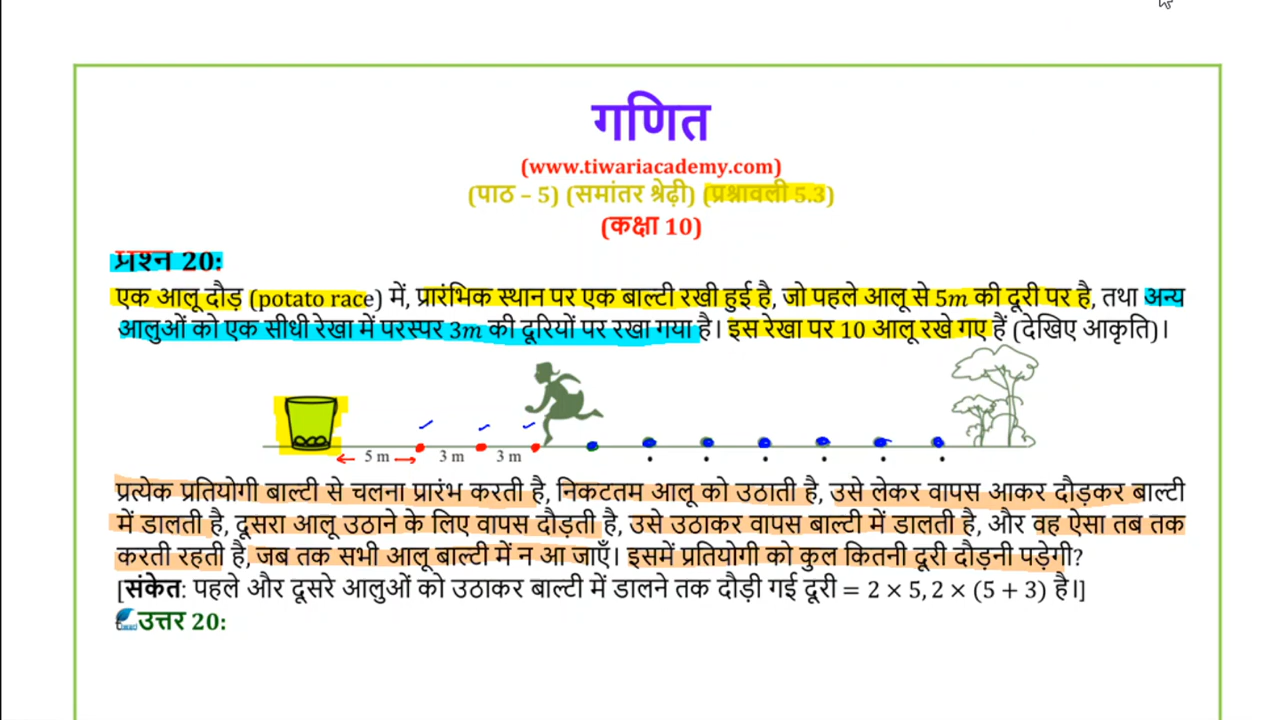 गणित
(www.tiwariacademy.com)
(पाठ – 5) (समांतर श्रेढ़ी) (प्रश्नावली 5.3)
(कक्षा 10)
प्रश्न 20:
एक आलू दौड़ (potato race) में, प्रारंभिक स्थान पर एक बाल्टी रखी हुई है, जो पहले आलू से 5m की दूरी पर है, तथा अन्य
आलुओं को एक सीधी रेखा में परस्पर 3m की दूरियों पर रखा गया है। इस रेखा पर 10 आलू रखे गए हैं (देखिए आकृति)।
5 m 3 m 3 m
प्रत्येक प्रतियोगी बाल्टी से चलना प्रारंभ करती है, निकटतम आलू को उठाती है, उसे लेकर वापस आकर दौड़कर बाल्टी
में डालती है, दूसरा आलू उठाने के लिए वापस दौड़ती है, उसे उठाकर वापस बाल्टी में डालती है, और वह ऐसा तब तक
करती रहती है, जब तक सभी आलू बाल्टी में न आ जाएँ। इसमें प्रतियोगी को कुल कितनी दूरी दौड़नी पड़ेगी?
[संकेत: पहले और दूसरे आलुओं को उठाकर बाल्टी में डालने तक दौड़ी गई दूरी = 2 × 5, 2 × (5 + 3) है।]
उत्तर 20: